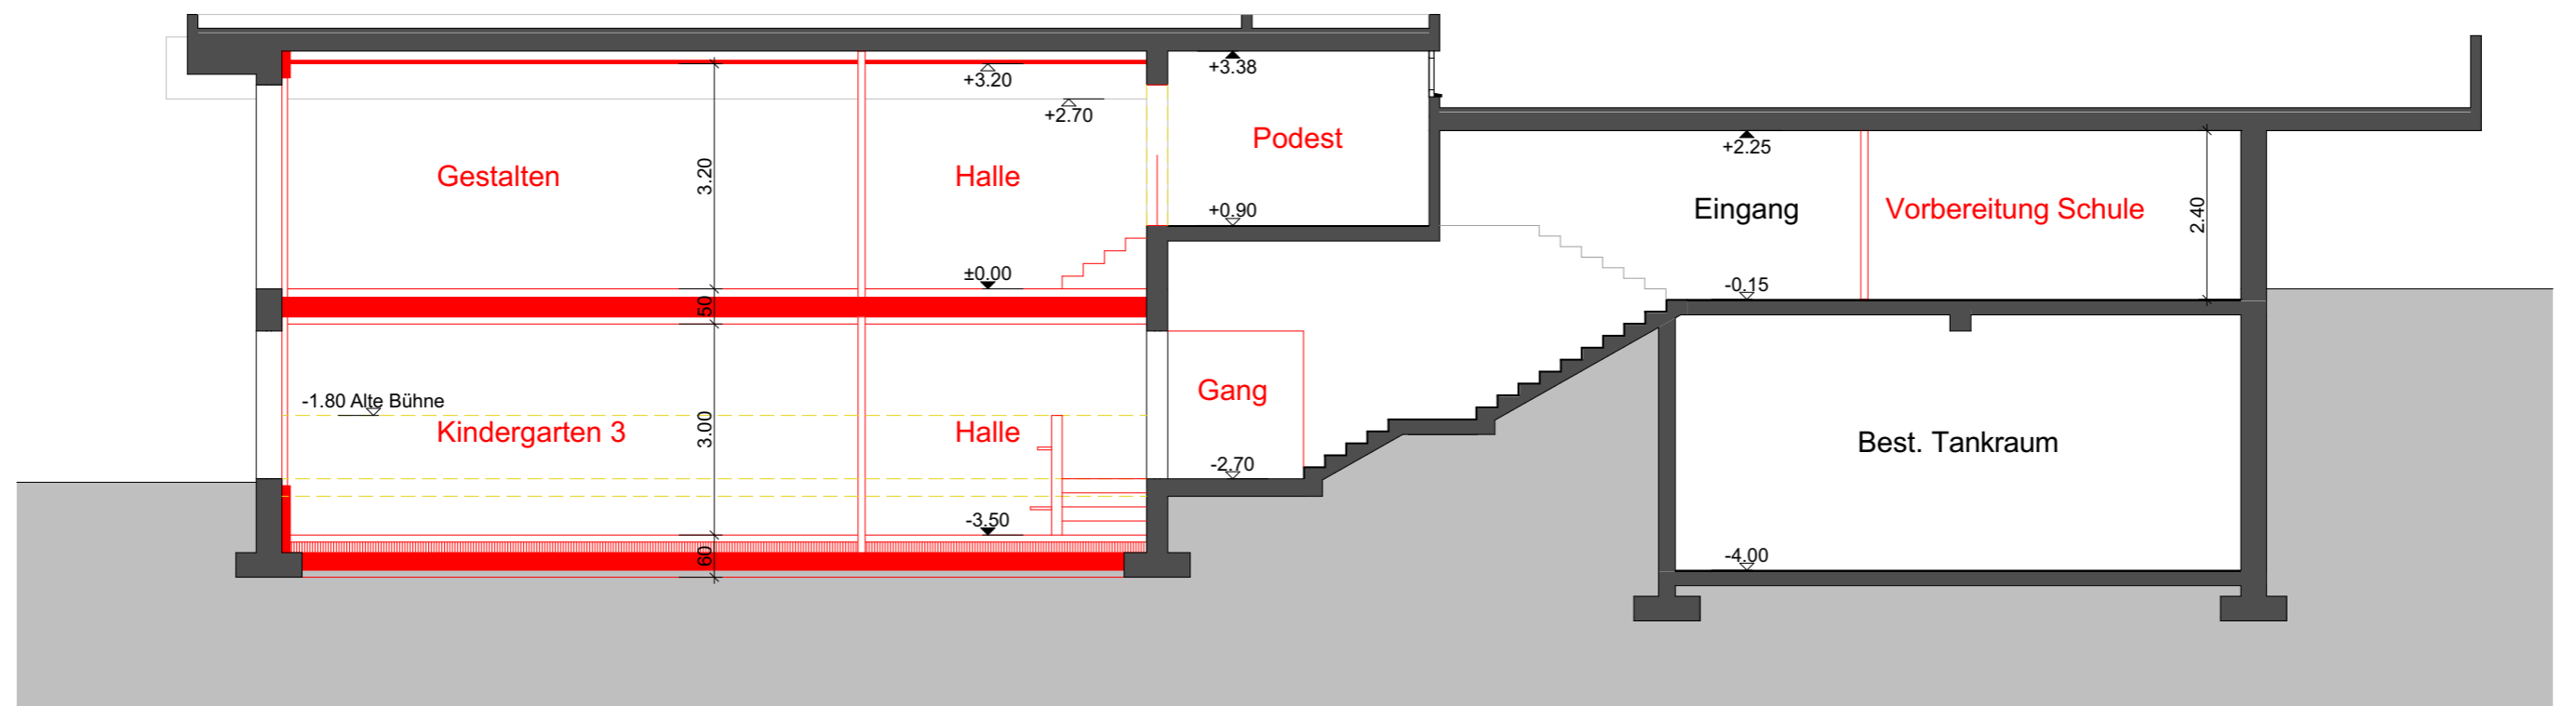 +3.38
+3.20
+2.70
Podest
+2.25
Gestalten
3.20
Halle
+0.90
Eingang
Vorbereitung Schule
2.40
±0.00
-0.15
50
-1.80 Alte Bühne
Gang
Kindergarten 3
3.00
Halle
Best. Tankraum
-2.70
-3.50
60
-4.00